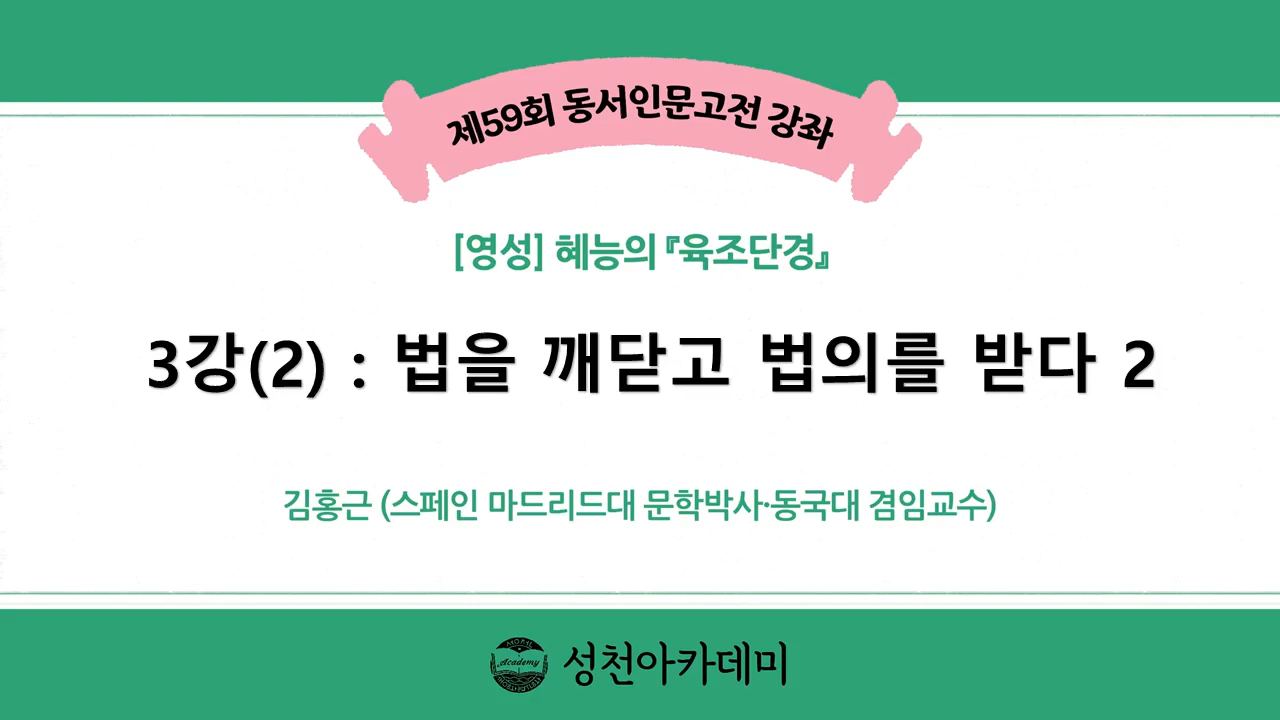 제59회 동서인문고전 강좌
[영성] 혜능의 『육조단경』
3강(2) : 법을 깨닫고 법의를 받다 2
김홍근 (스페인 마드리드대 문학박사·동국대 겸임교수)
Academy
성천아카데미